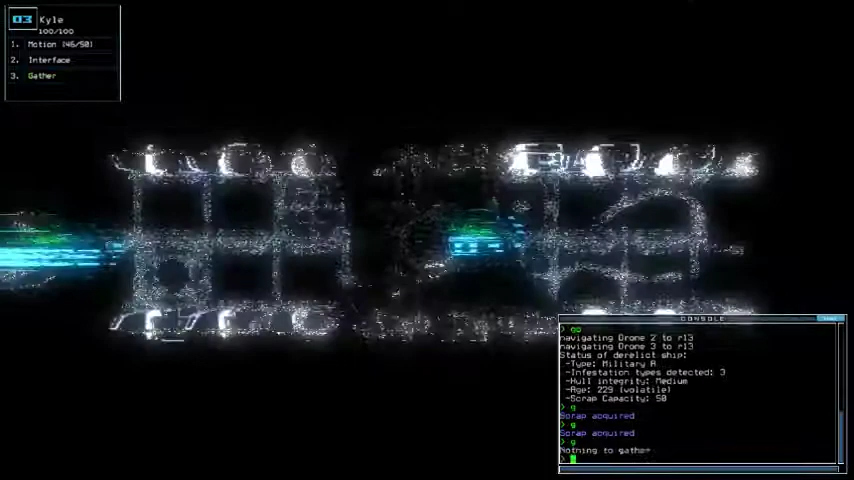 03 Kyle
100/100
1. Motion (46/50)
2. Interface
3. Gather
CONSOLE
> go
navigating Drone 2 to r13
navigating Drone 3 to r13
Status of derelict ship:
-Type: Military A
-Infestation types detected: 3
-Hull integrity: Medium
-Age: 229 (volatile)
-Scrap Capacity: 50
> g
Scrap acquired
> g
Scrap acquired
> g
Nothing to gather
>